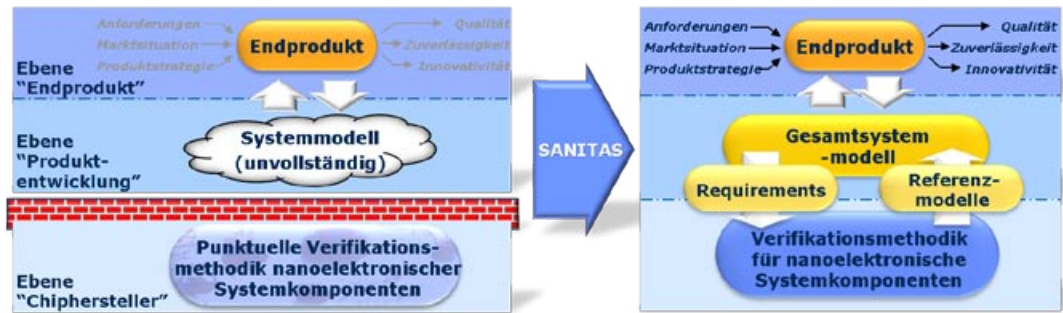 Anforderungen
Marktsituation
Produktstrategie
Endprodukt
Qualität
Zuverlässigkeit
Innovativität
Ebene
"Endprodukt"
Systemmodell
(unvollständig)
Ebene
"Produkt-
entwicklung"
Punktuelle Verifikations-
methodik nanoelektronischer
Systemkomponenten
Ebene
"Chiphersteller"
SANITAS
Anforderungen
Marktsituation
Produktstrategie
Endprodukt
Qualität
Zuverlässigkeit
Innovativität
Gesamtsystem
-modell
Requirements
Referenz-
modelle
Verifikationsmethodik
für nanoelektronische
Systemkomponenten